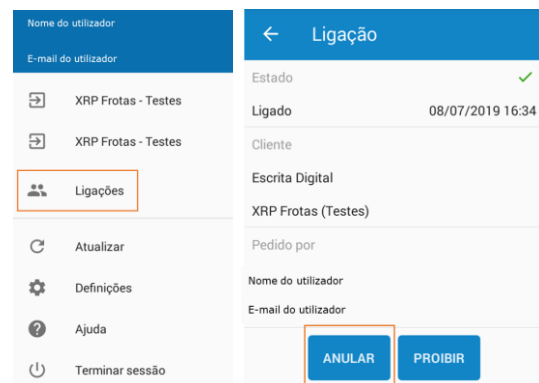 Nome do utilizador
E-mail do utilizador
XRP Frotas - Testes
XRP Frotas - Testes
Ligações
Atualizar
Definições
Ajuda
Terminar sessão
Ligação
Estado
Ligado 08/07/2019 16:34
Cliente
Escrita Digital
XRP Frotas (Testes)
Pedido por
Nome do utilizador
E-mail do utilizador
ANULAR PROIBIR